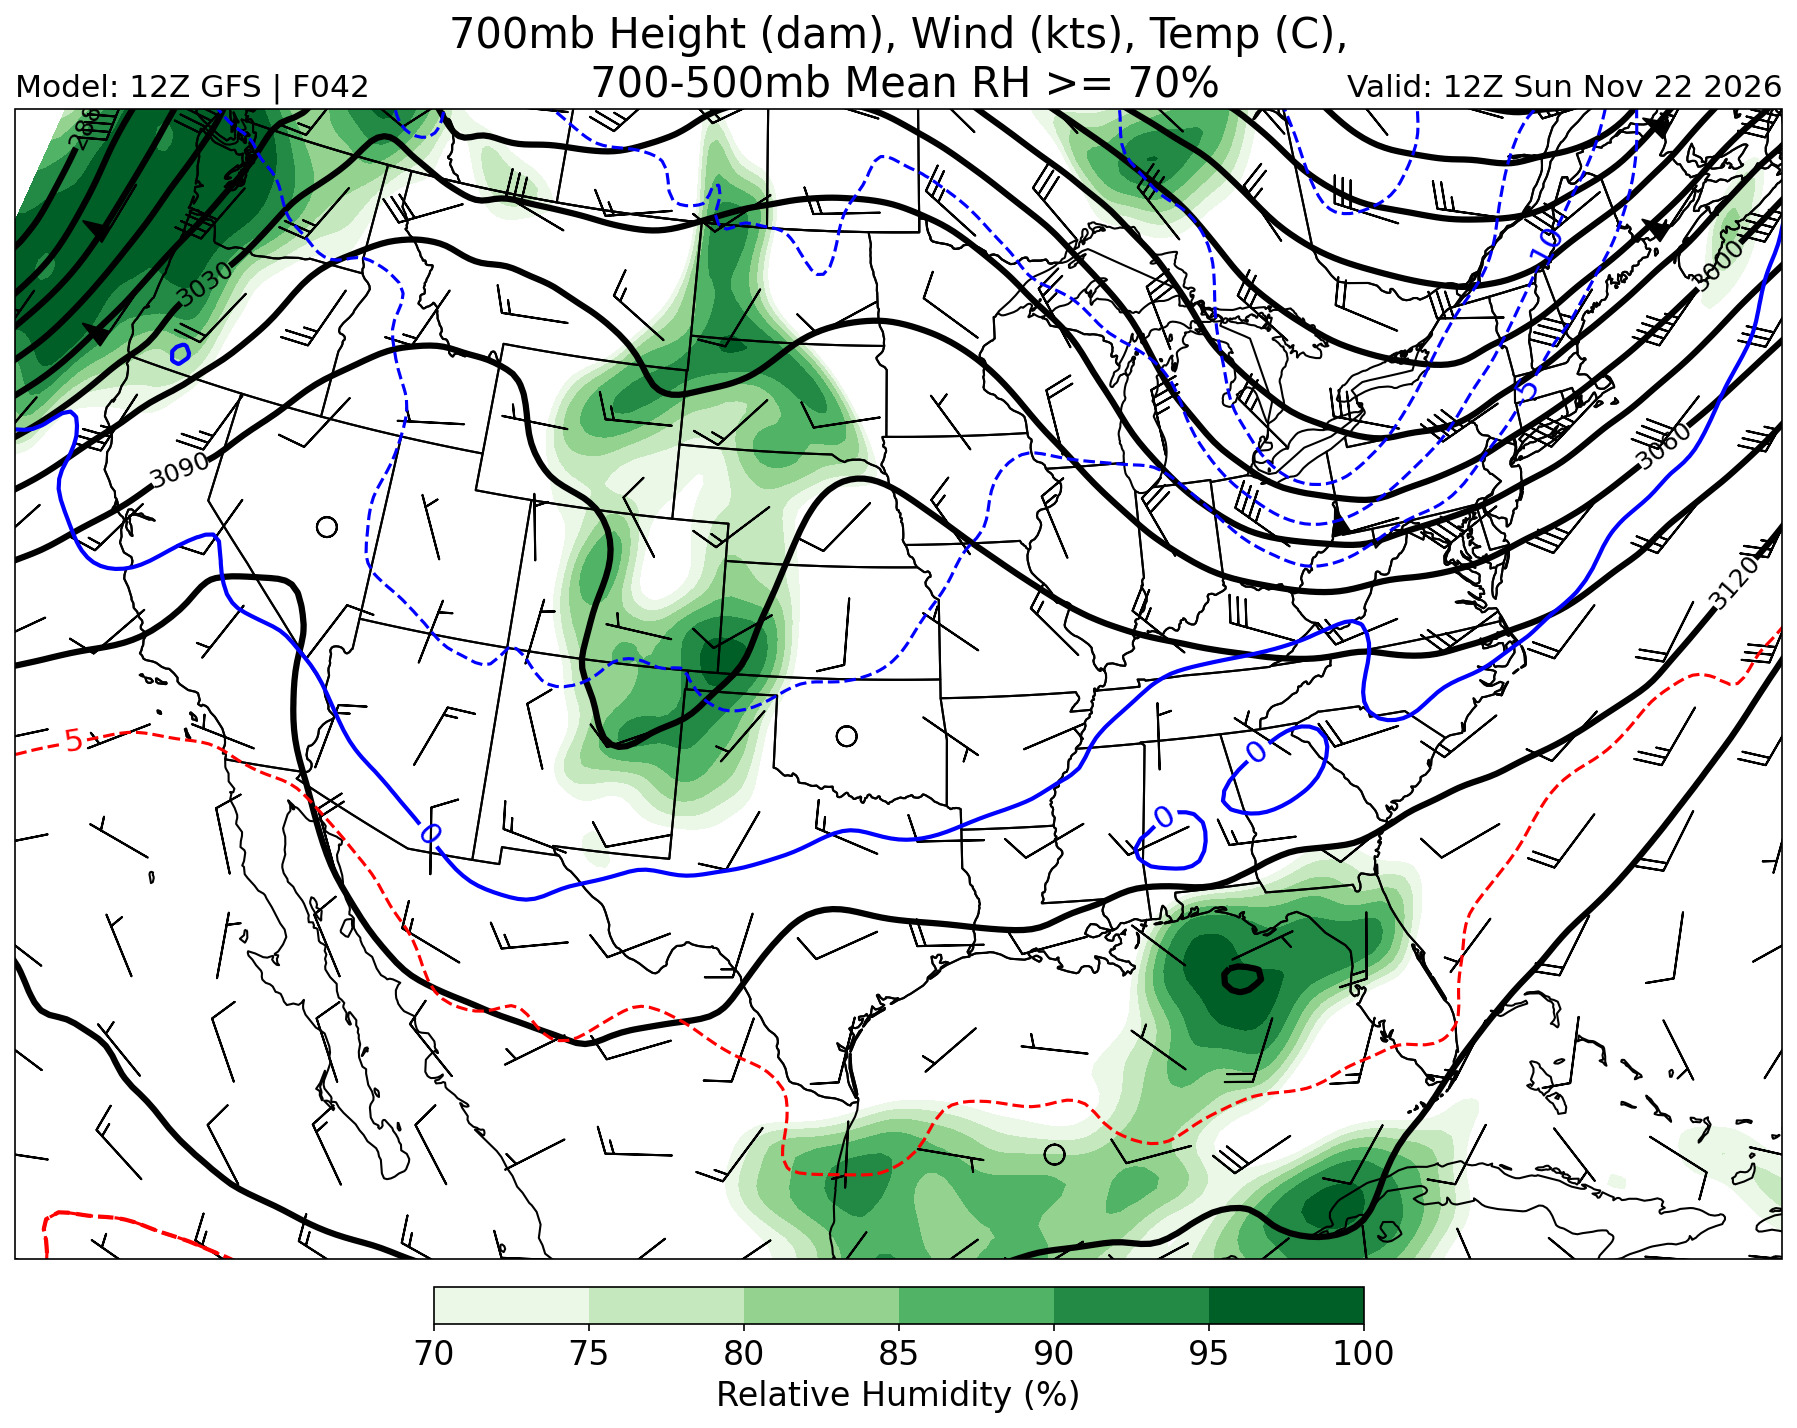 700mb Height (dam), Wind (kts), Temp (C),
700-500mb Mean RH >= 70%
Model: 12Z GFS | F042
Valid: 12Z Sun Nov 22 2026
3030
3090
3000
3060
3120
10
5
5
0
0
0
70 75 80 85 90 95 100
Relative Humidity (%)